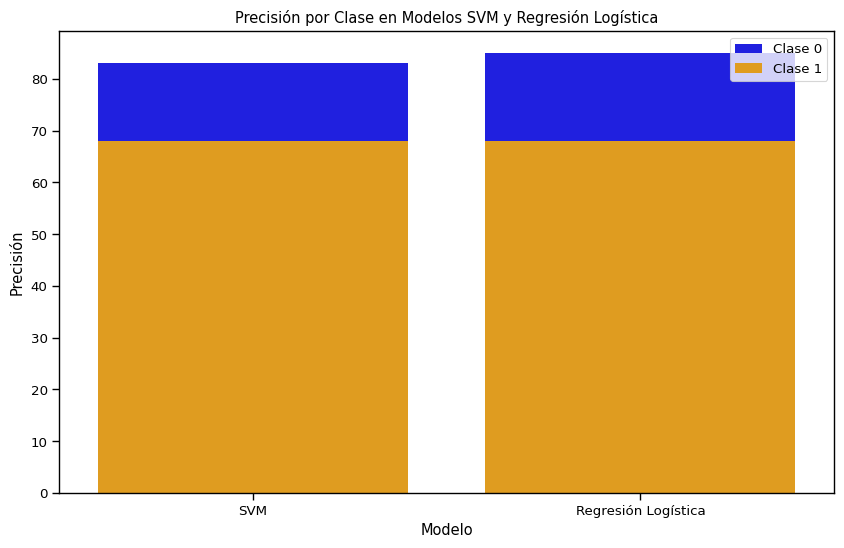 Precisión por Clase en Modelos SVM y Regresión Logística
Clase 0
Clase 1
80
70
60
50
40
30
20
10
0
Precisión
SVM
Regresión Logística
Modelo